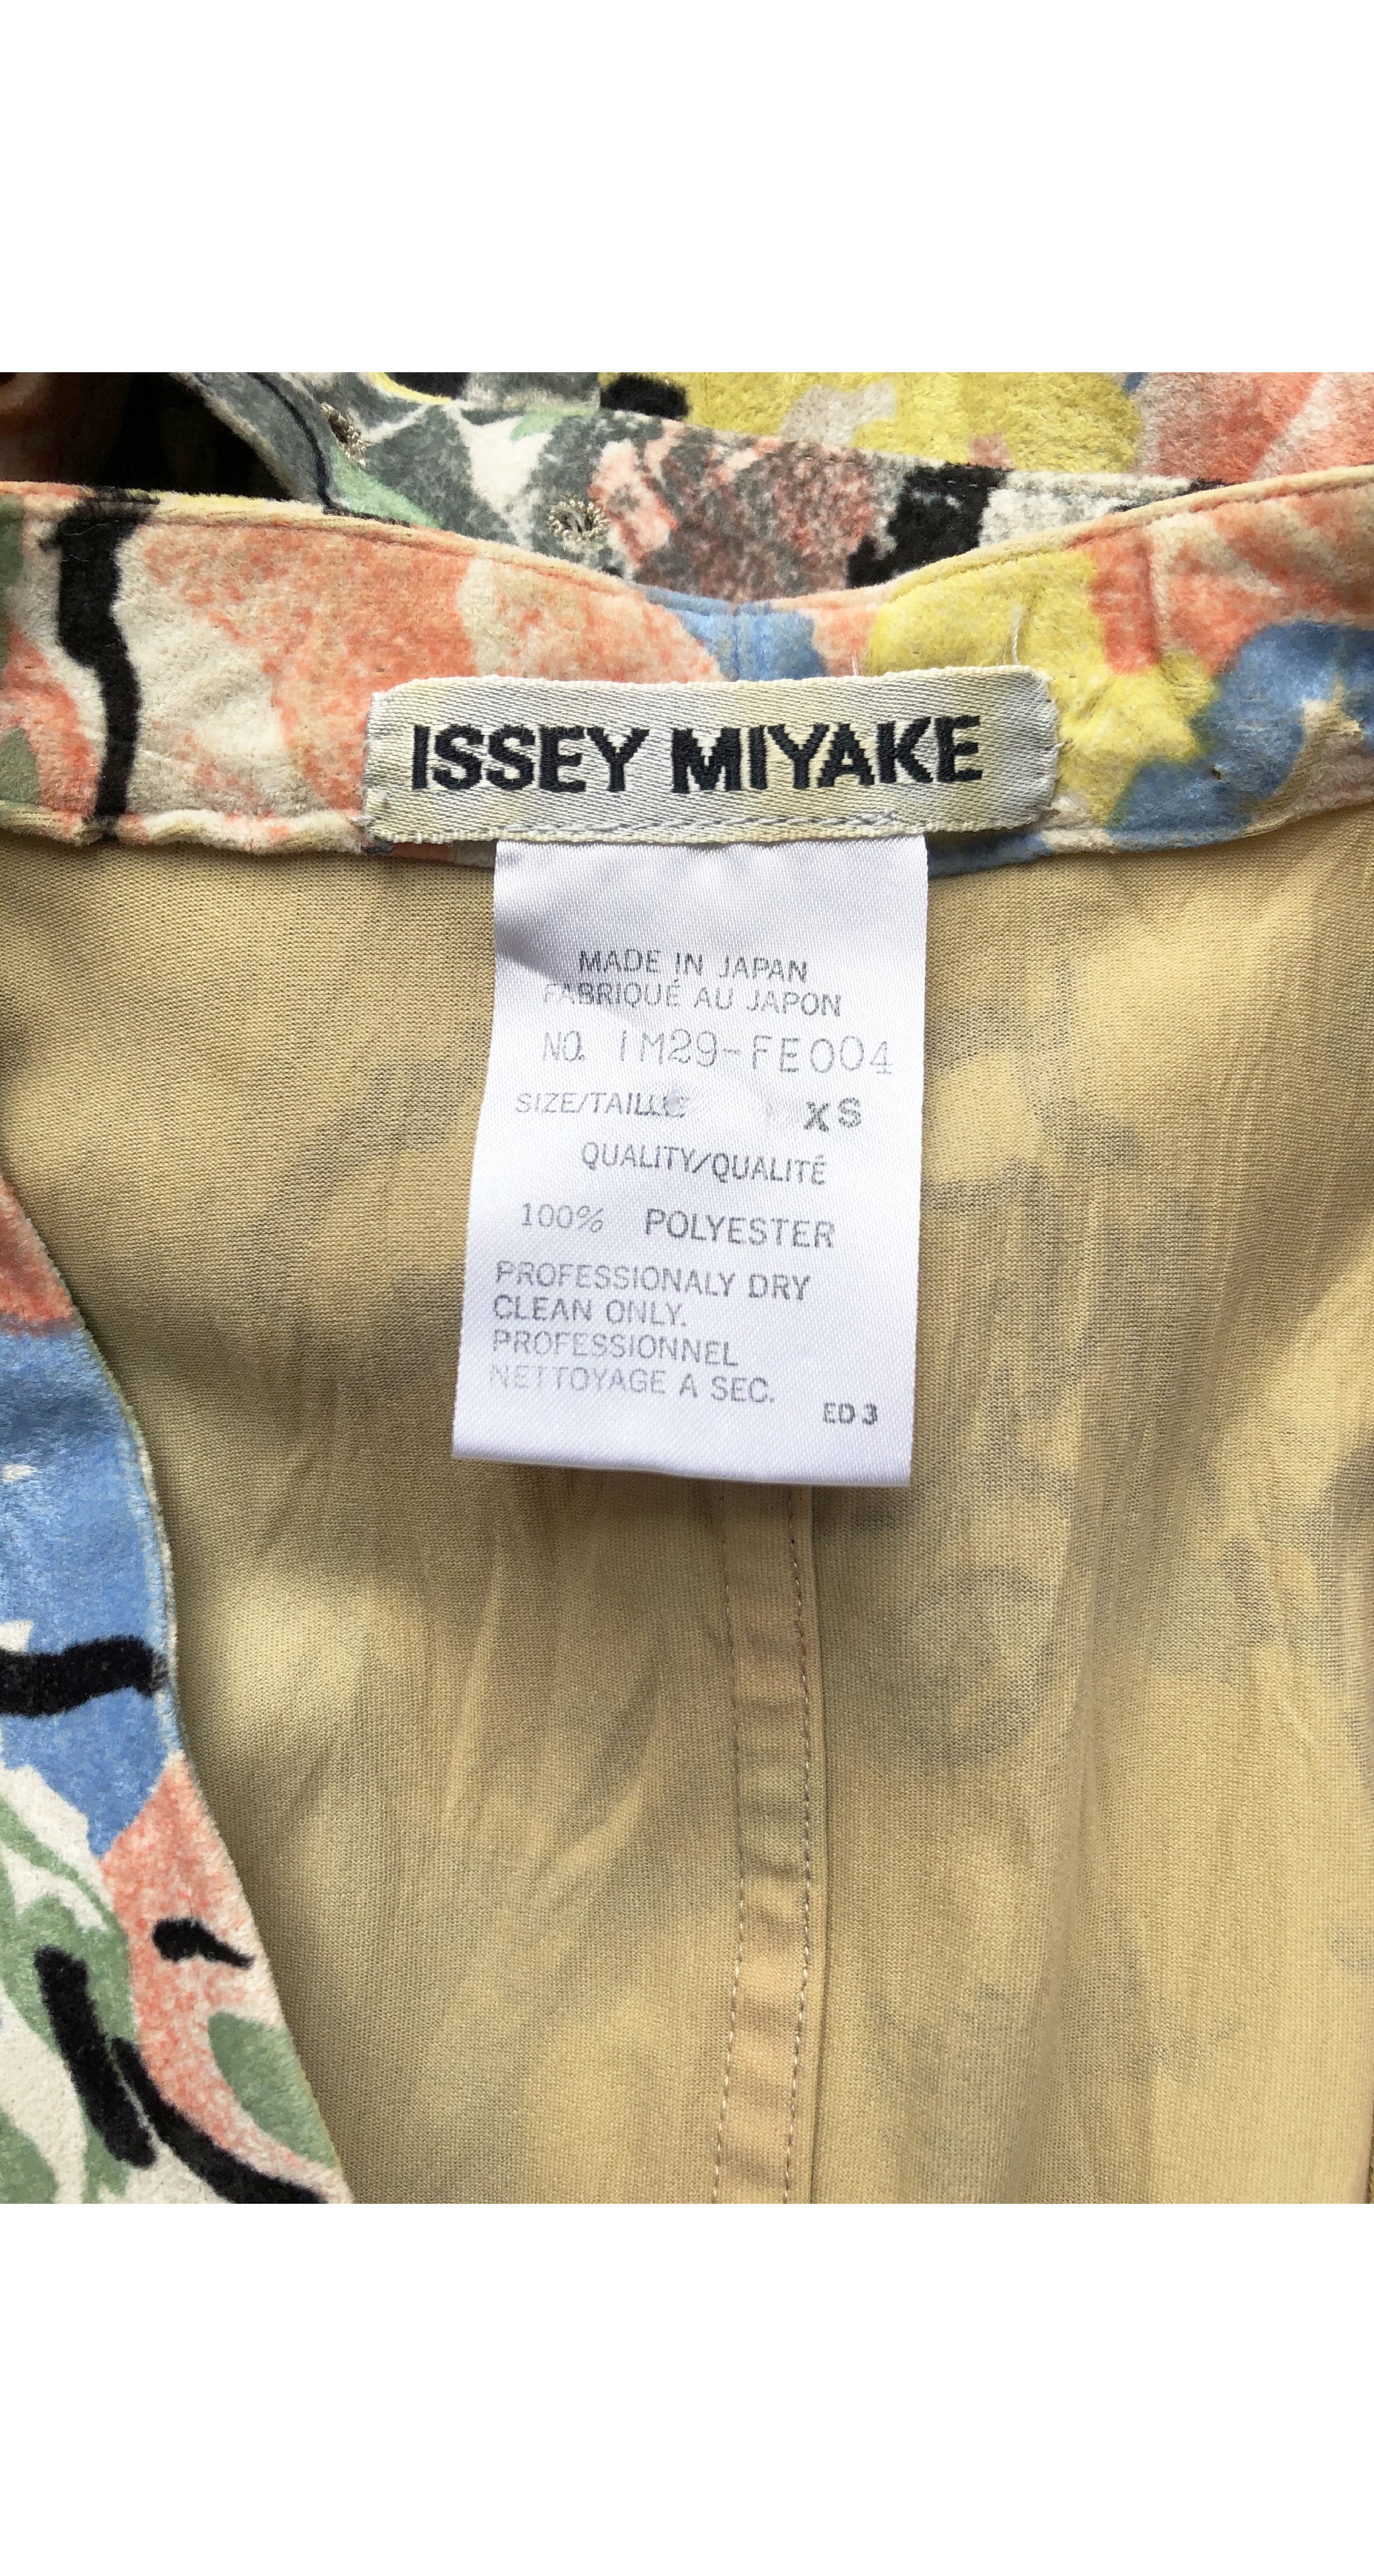 ISSEY MIYAKE
MADE IN JAPAN
FABRIQUÉ AU JAPON
NO. IM29-FE004
SIZE/TAILLE XS
QUALITY/QUALITÉ
100% POLYESTER
PROFESSIONALY DRY
CLEAN ONLY.
PROFESSIONNEL
NETTOYAGE A SEC.
ED 3